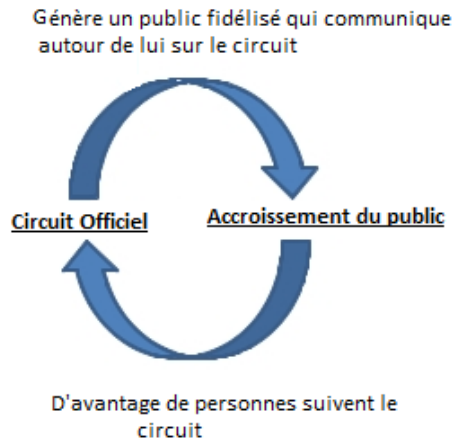 Génère un public fidélisé qui communique
autour de lui sur le circuit
Circuit Officiel
Accroissement du public
D'avantage de personnes suivent le
circuit